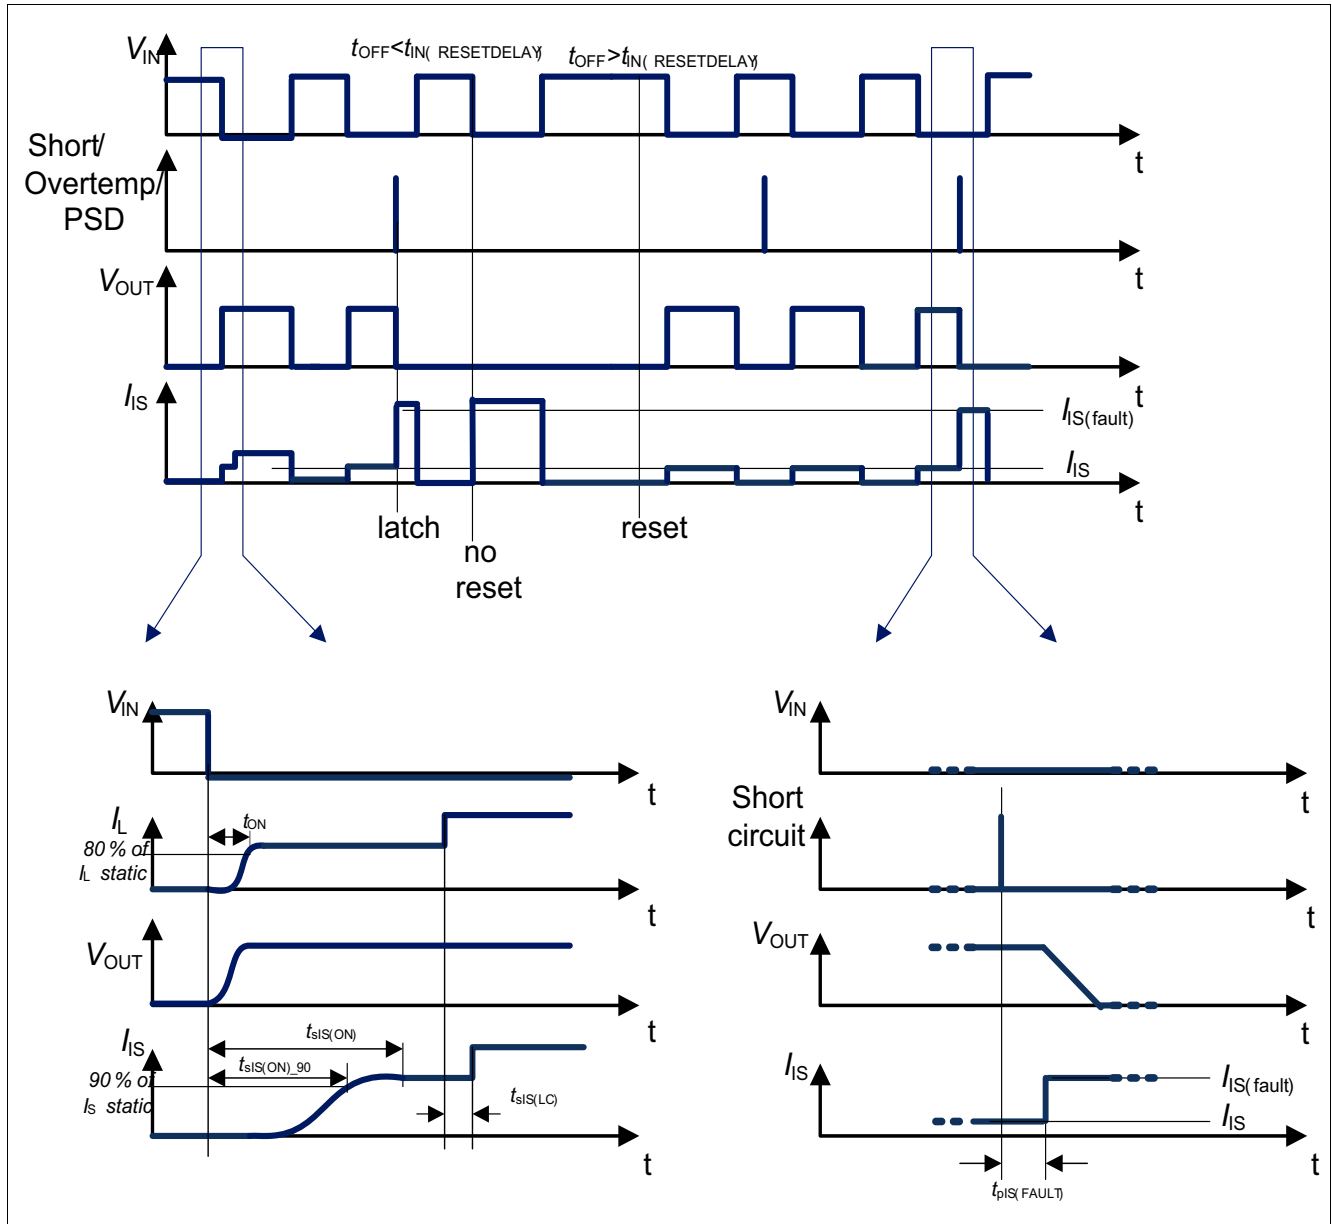 VIN
tOFF<tIN( RESETDELAY)
tOFF>tIN( RESETDELAY)
t
Short/
Overtemp/
PSD
t
VOUT
t
IIS
IIS(fault)
IIS
t
latch
no
reset
reset
VIN
t
IL
tON
80 % of
IL static
t
VOUT
t
IIS
tsIS(ON)
tsIS(ON)_90
90 % of
IS static
tsIS(LC)
t
VIN
t
Short
circuit
t
VOUT
t
IIS
IIS(fault)
IIS
t
tpIS(FAULT)